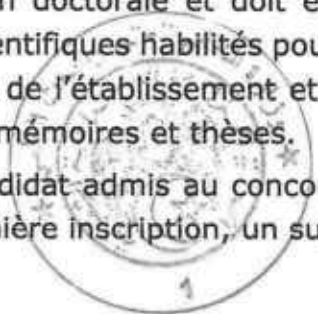 n doctorale et doit e
entifiques habilités pou
de l'établissement et
mémoires et thèses.
didat admis au conco
nière inscription, un su
1